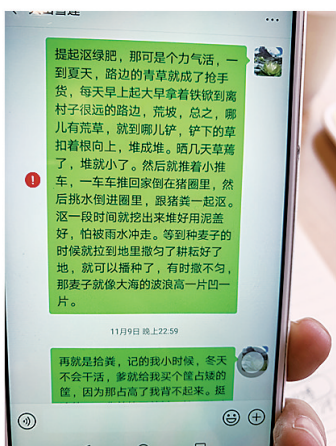 提起沤绿肥，那可是个力气活，一
到夏天，路边的青草就成了抢手
货，每天早上起大早拿着铁锨到离
村子很远的路边，荒坡，总之，哪
儿有荒草，就到哪儿铲，铲下的草
扣着根向上，堆成堆。晒几天草蔫
了，堆就小了。然后就推着小推
车，一车车推回家倒在猪圈里，然
后挑水倒进圈里，跟猪粪一起沤。
沤一段时间就挖出来堆好用泥盖
好，怕被雨水冲走。等到种麦子的
时候就拉到地里撒匀了耕耘好了
地，就可以播种了，有时撒不匀，
那麦子就像大海的波浪高一片凹一
片。
11月9日 晚上22:59
再就是拾粪，记的我小时候，冬天
不会干活，爹就给我买个筐占矮的
筐，因为那占高了我背不起来。挺